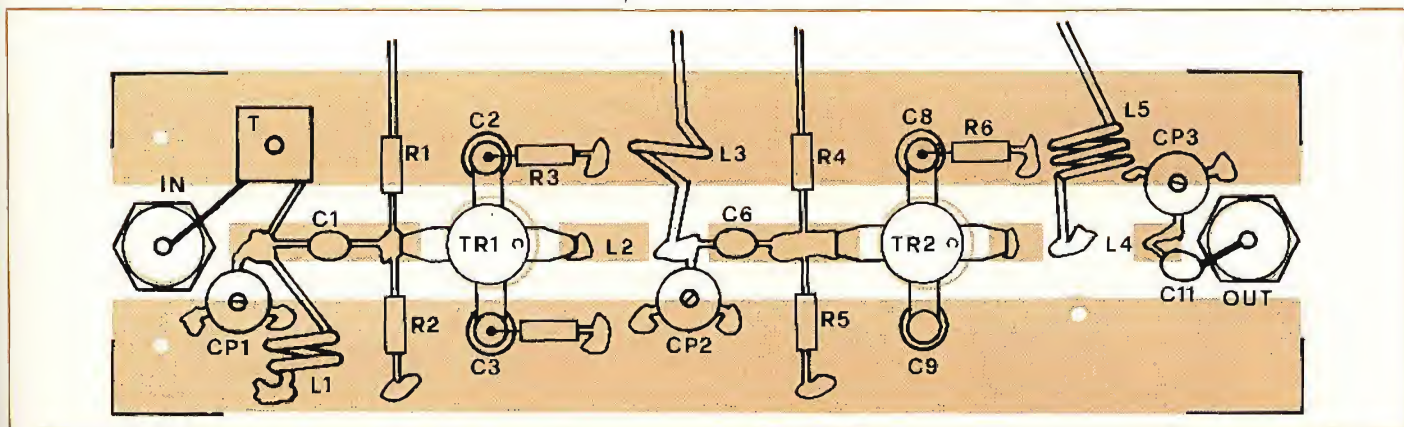 IN
T
C1
CP1
L1
R1
R2
C2
R3
TR1
C3
L2
L3
C6
CP2
R4
R5
C8
R6
TR2
C9
L5
CP3
L4
C11
OUT